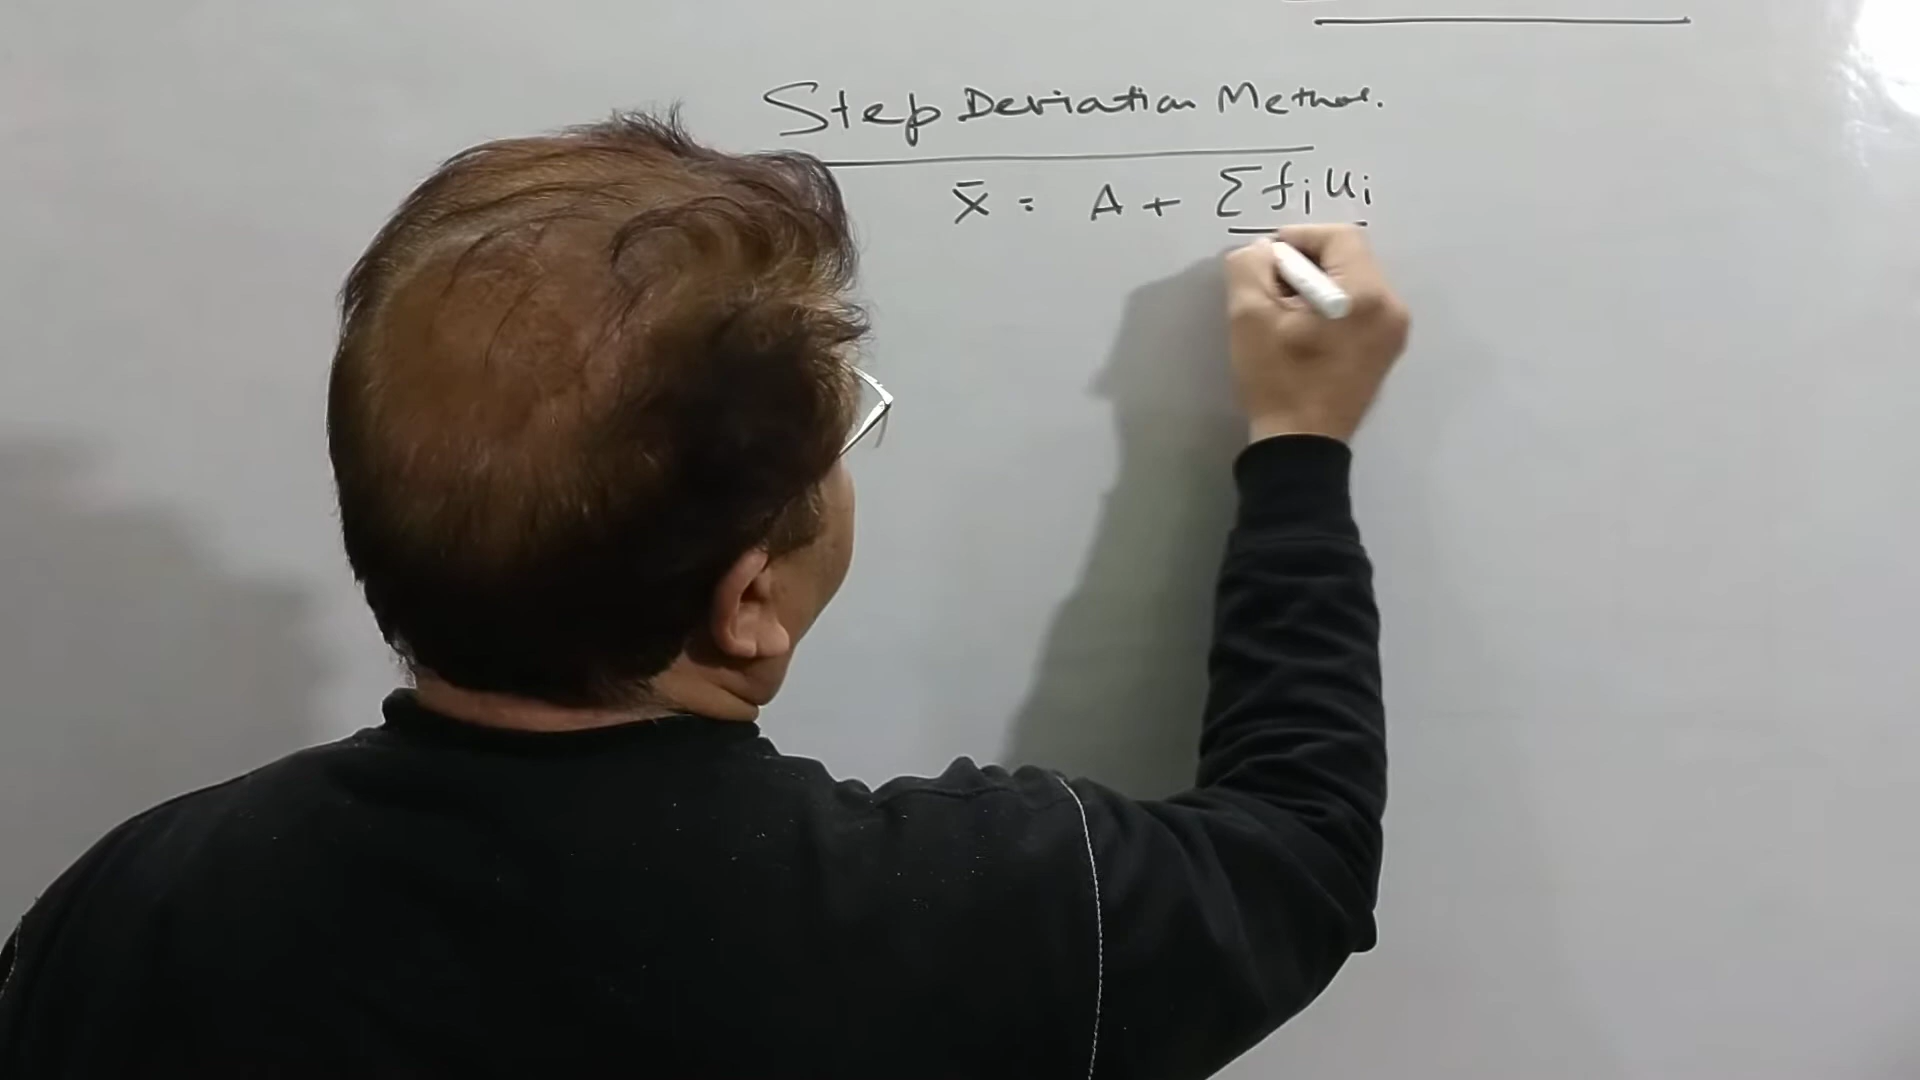 Step Deviation Method.
x̄ = A + Σfᵢuᵢ